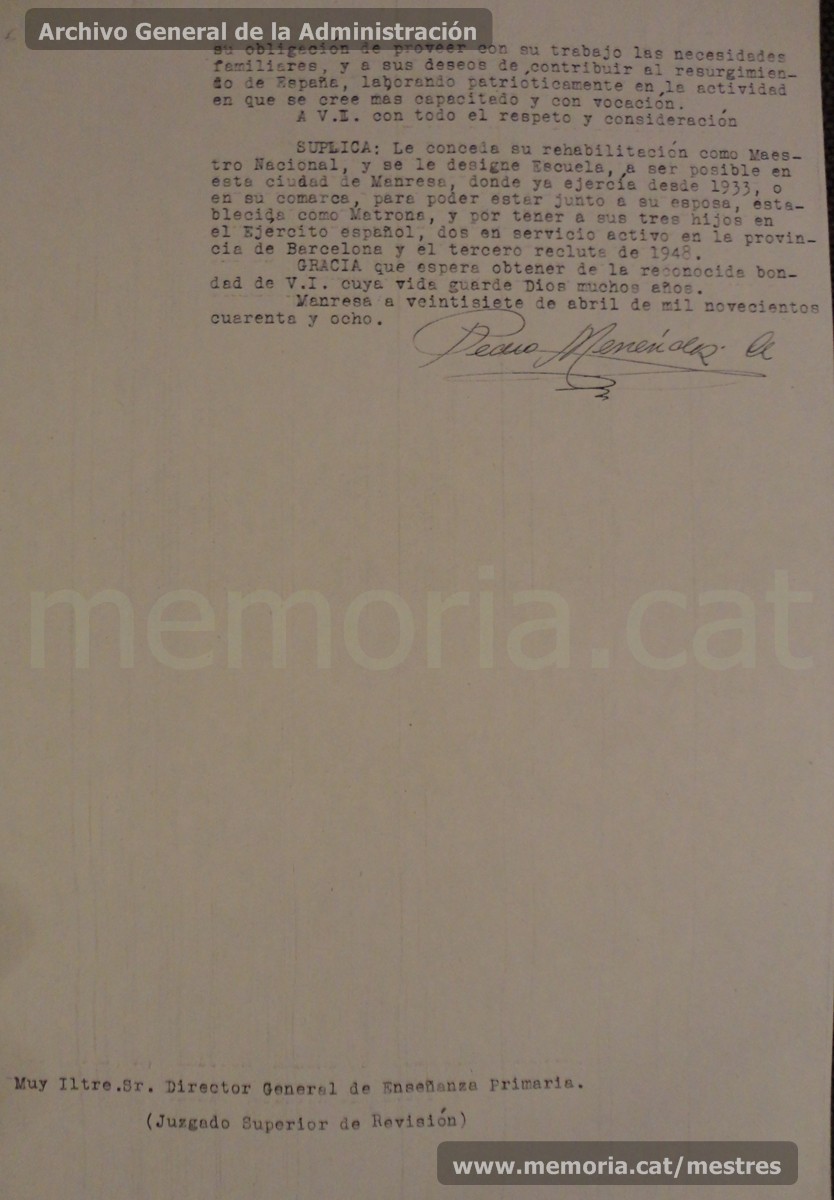 Archivo General de la Administración
su obligacion de proveer con su trabajo las necesidades
familiares, y a sus deseos de contribuir al resurgimien-
to de España, laborando patrioticamente en la actividad
en que se cree mas capacitado y con vocación.
A V.I. con todo el respeto y consideración
SUPLICA: Le conceda su rehabilitación como Maes-
tro Nacional, y se le designe Escuela, a ser posible en
esta ciudad de Manresa, donde ya ejercía desde 1933, o
en su comarca, para poder estar junto a su esposa, esta-
blecida como Matrona, y por tener a sus tres hijos en
el Ejército español, dos en servicio activo en la provin-
cia de Barcelona y el tercero recluta de 1948.
GRACIA que espera obtener de la reconocida bon-
dad de V.I. cuya vida guarde Dios muchos años.
Manresa a veintisiete de abril de mil novecientos
cuarenta y ocho.
Pedro Menéndez
memoria.cat
Muy Iltre.Sr. Director General de Enseñanza Primaria.
(Juzgado Superior de Revisión)
www.memoria.cat/mestres